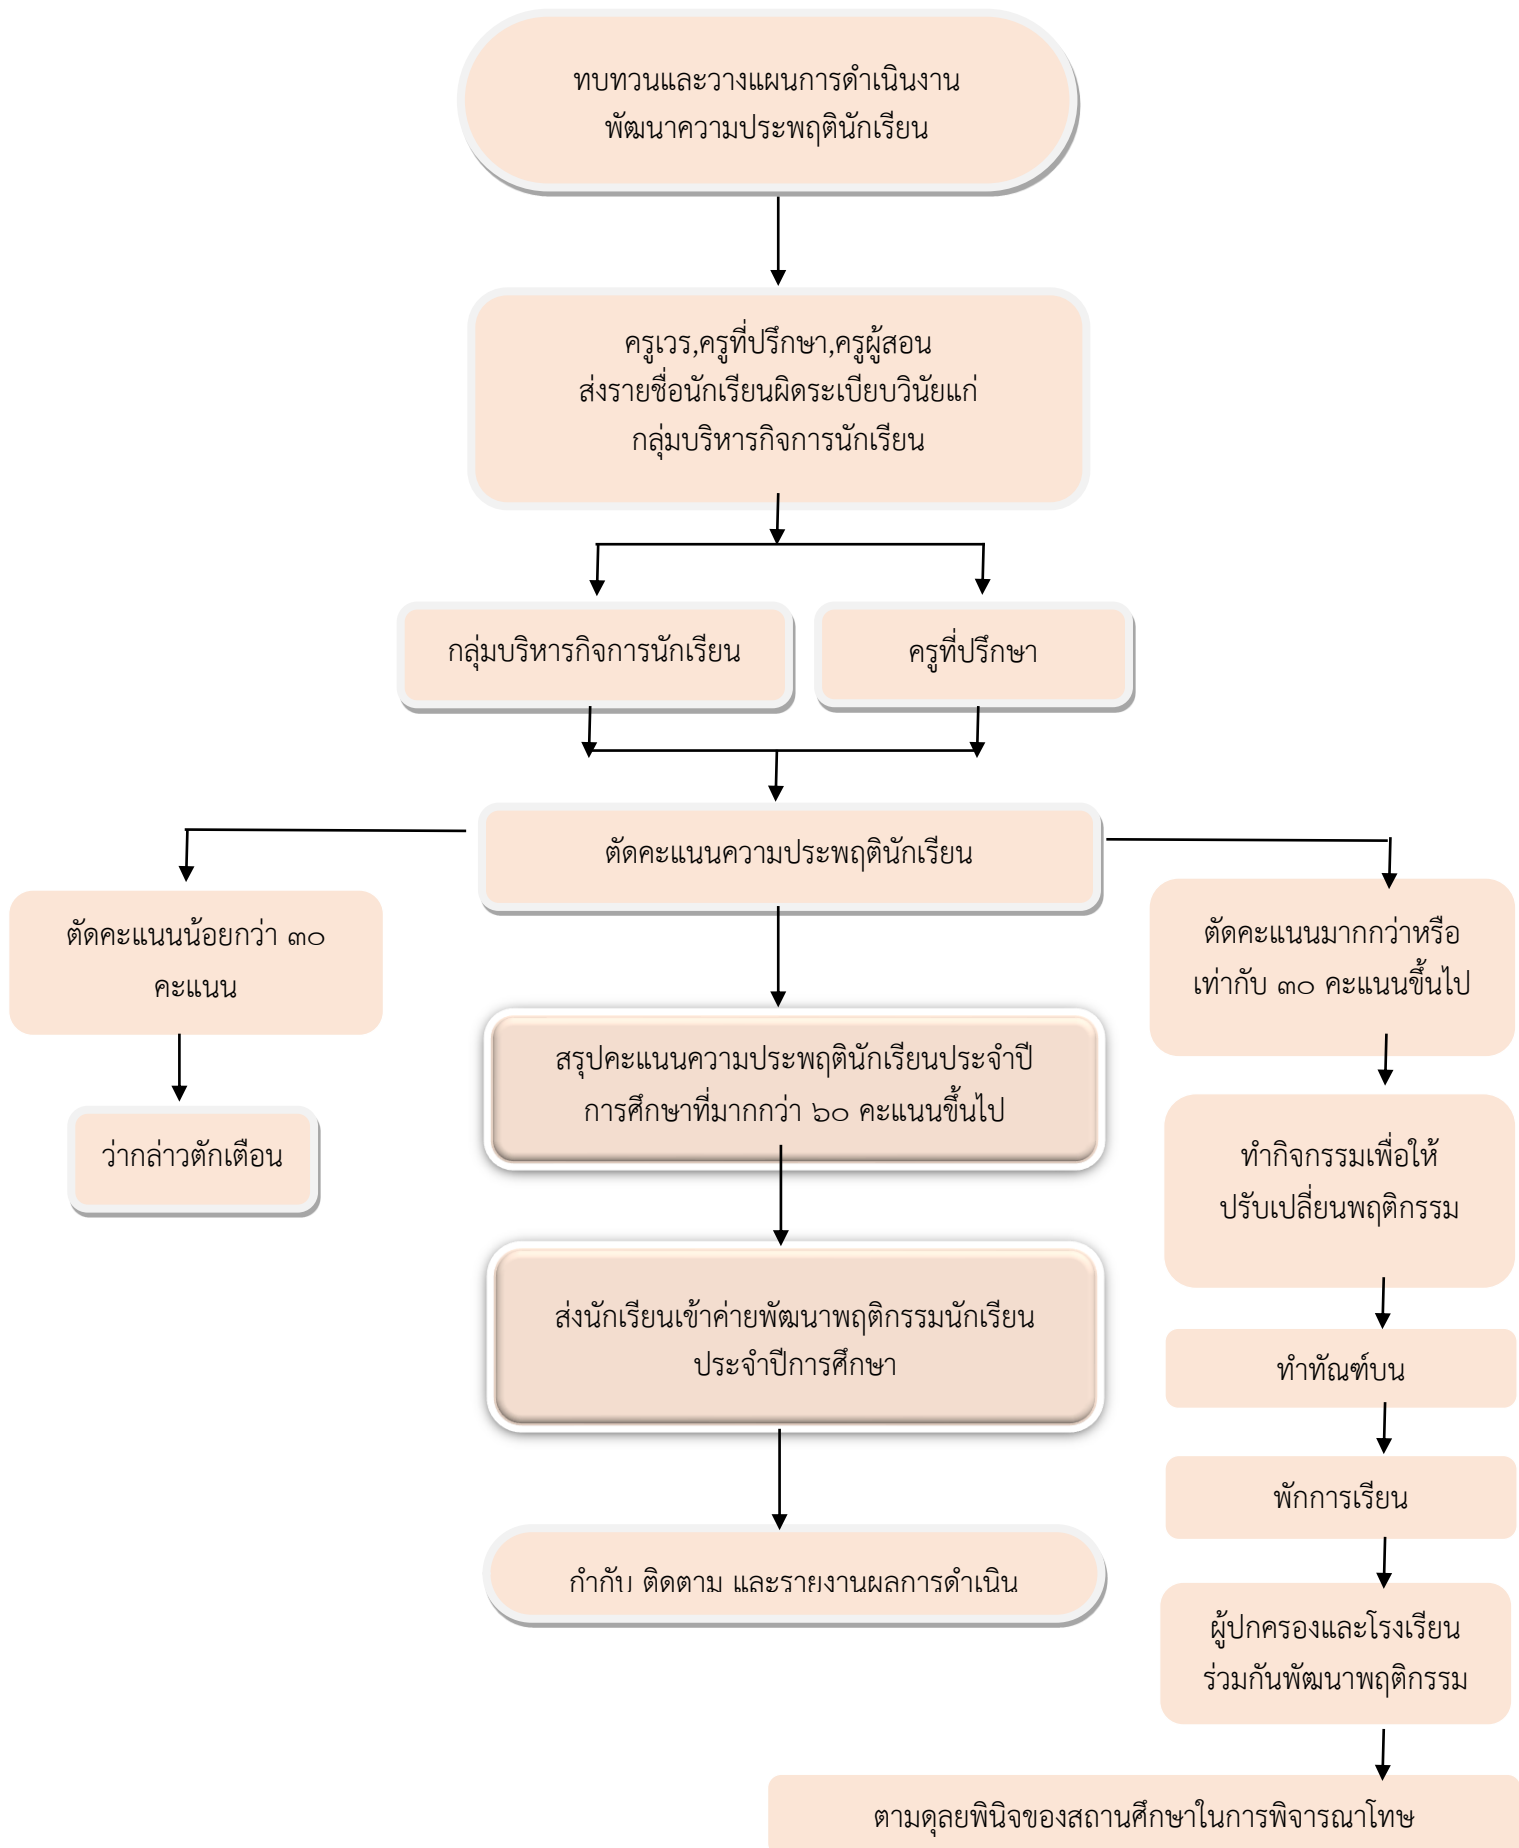 ทบทวนและวางแผนการดำเนินงาน
พัฒนาความประพฤตินักเรียน
ครูเวร,ครูที่ปรึกษา,ครูผู้สอน
ส่งรายชื่อนักเรียนผิดระเบียบวินัยแก่
กลุ่มบริหารกิจการนักเรียน
กลุ่มบริหารกิจการนักเรียน
ครูที่ปรึกษา
ตัดคะแนนความประพฤตินักเรียน
ตัดคะแนนน้อยกว่า ๓๐
คะแนน
ว่ากล่าวตักเตือน
สรุปคะแนนความประพฤตินักเรียนประจำปี
การศึกษาที่มากกว่า ๖๐ คะแนนขึ้นไป
ส่งนักเรียนเข้าค่ายพัฒนาพฤติกรรมนักเรียน
ประจำปีการศึกษา
กำกับ ติดตาม และรายงานผลการดำเนิน
ตัดคะแนนมากกว่าหรือ
เท่ากับ ๓๐ คะแนนขึ้นไป
ทำกิจกรรมเพื่อให้
ปรับเปลี่ยนพฤติกรรม
ทำทัณฑ์บน
พักการเรียน
ผู้ปกครองและโรงเรียน
ร่วมกันพัฒนาพฤติกรรม
ตามดุลยพินิจของสถานศึกษาในการพิจารณาโทษ